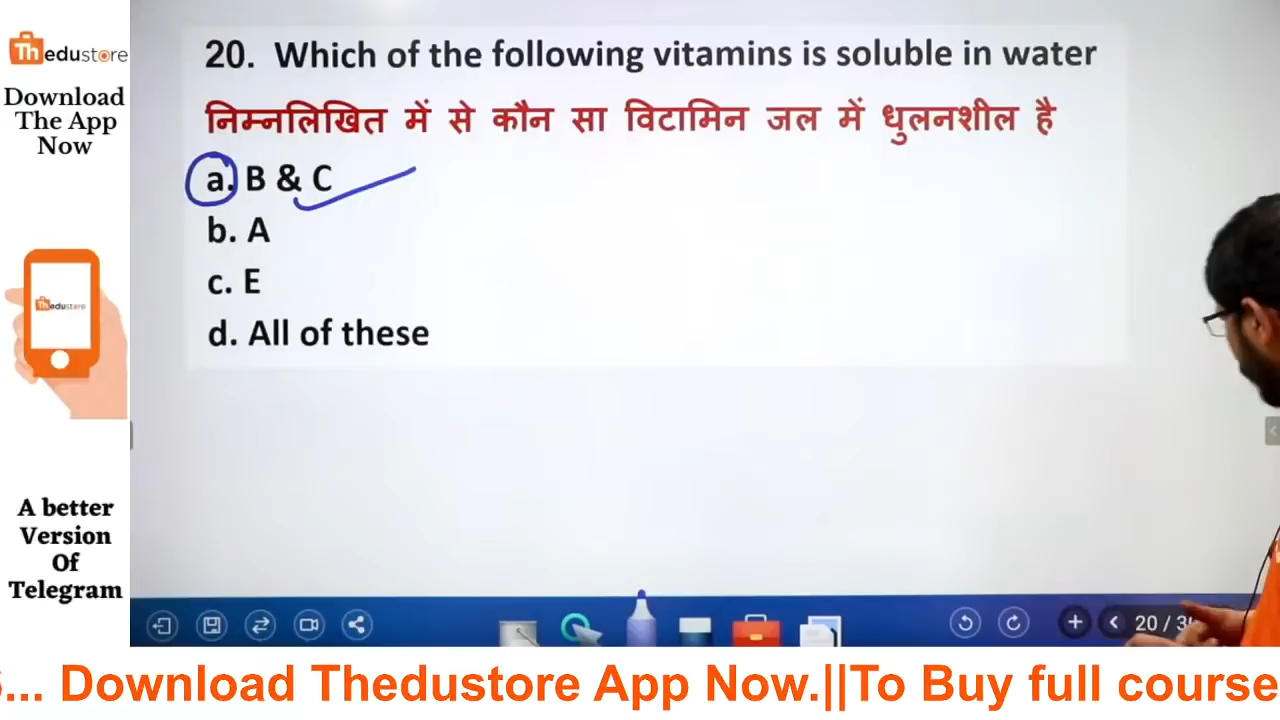 Thedustore
Download
The App
Now
Thedustore
A better
Version
Of
Telegram
20. Which of the following vitamins is soluble in water
निम्नलिखित में से कौन सा विटामिन जल में धुलनशील है
a. B & C
b. A
c. E
d. All of these
20 /
... Download Thedustore App Now.||To Buy full course